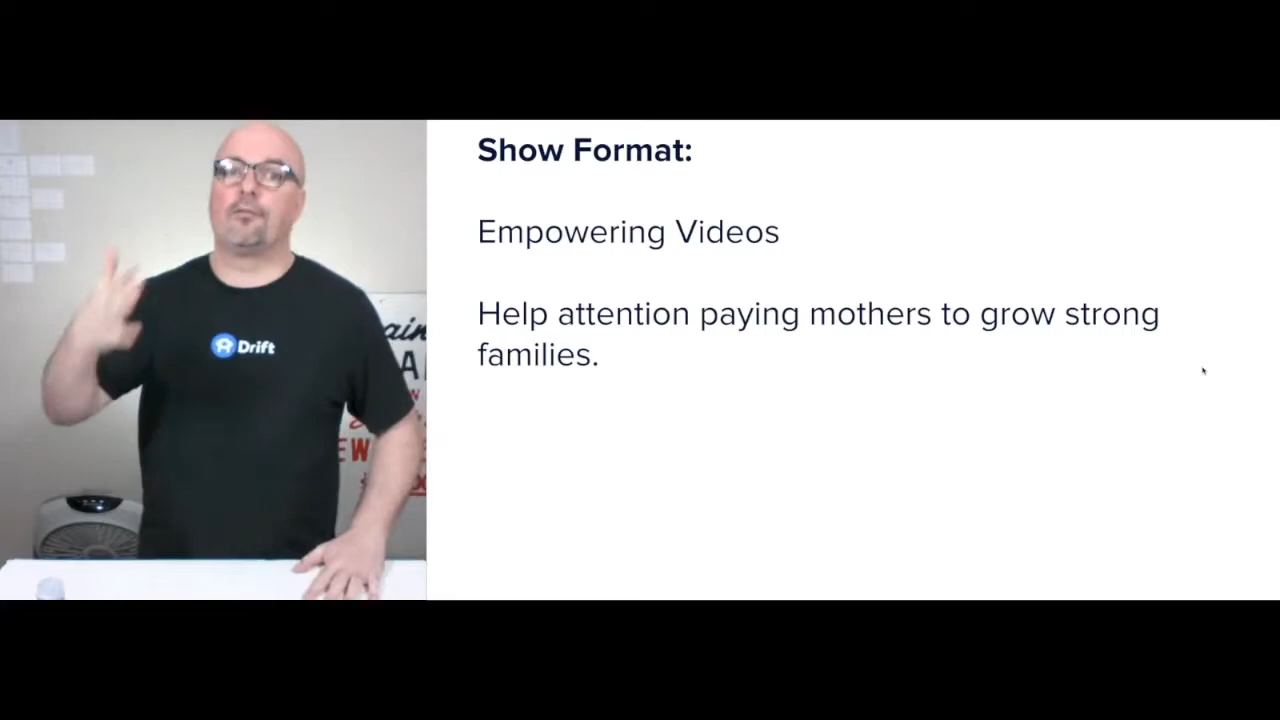 Show Format:
Empowering Videos
Help attention paying mothers to grow strong
families.
Drift